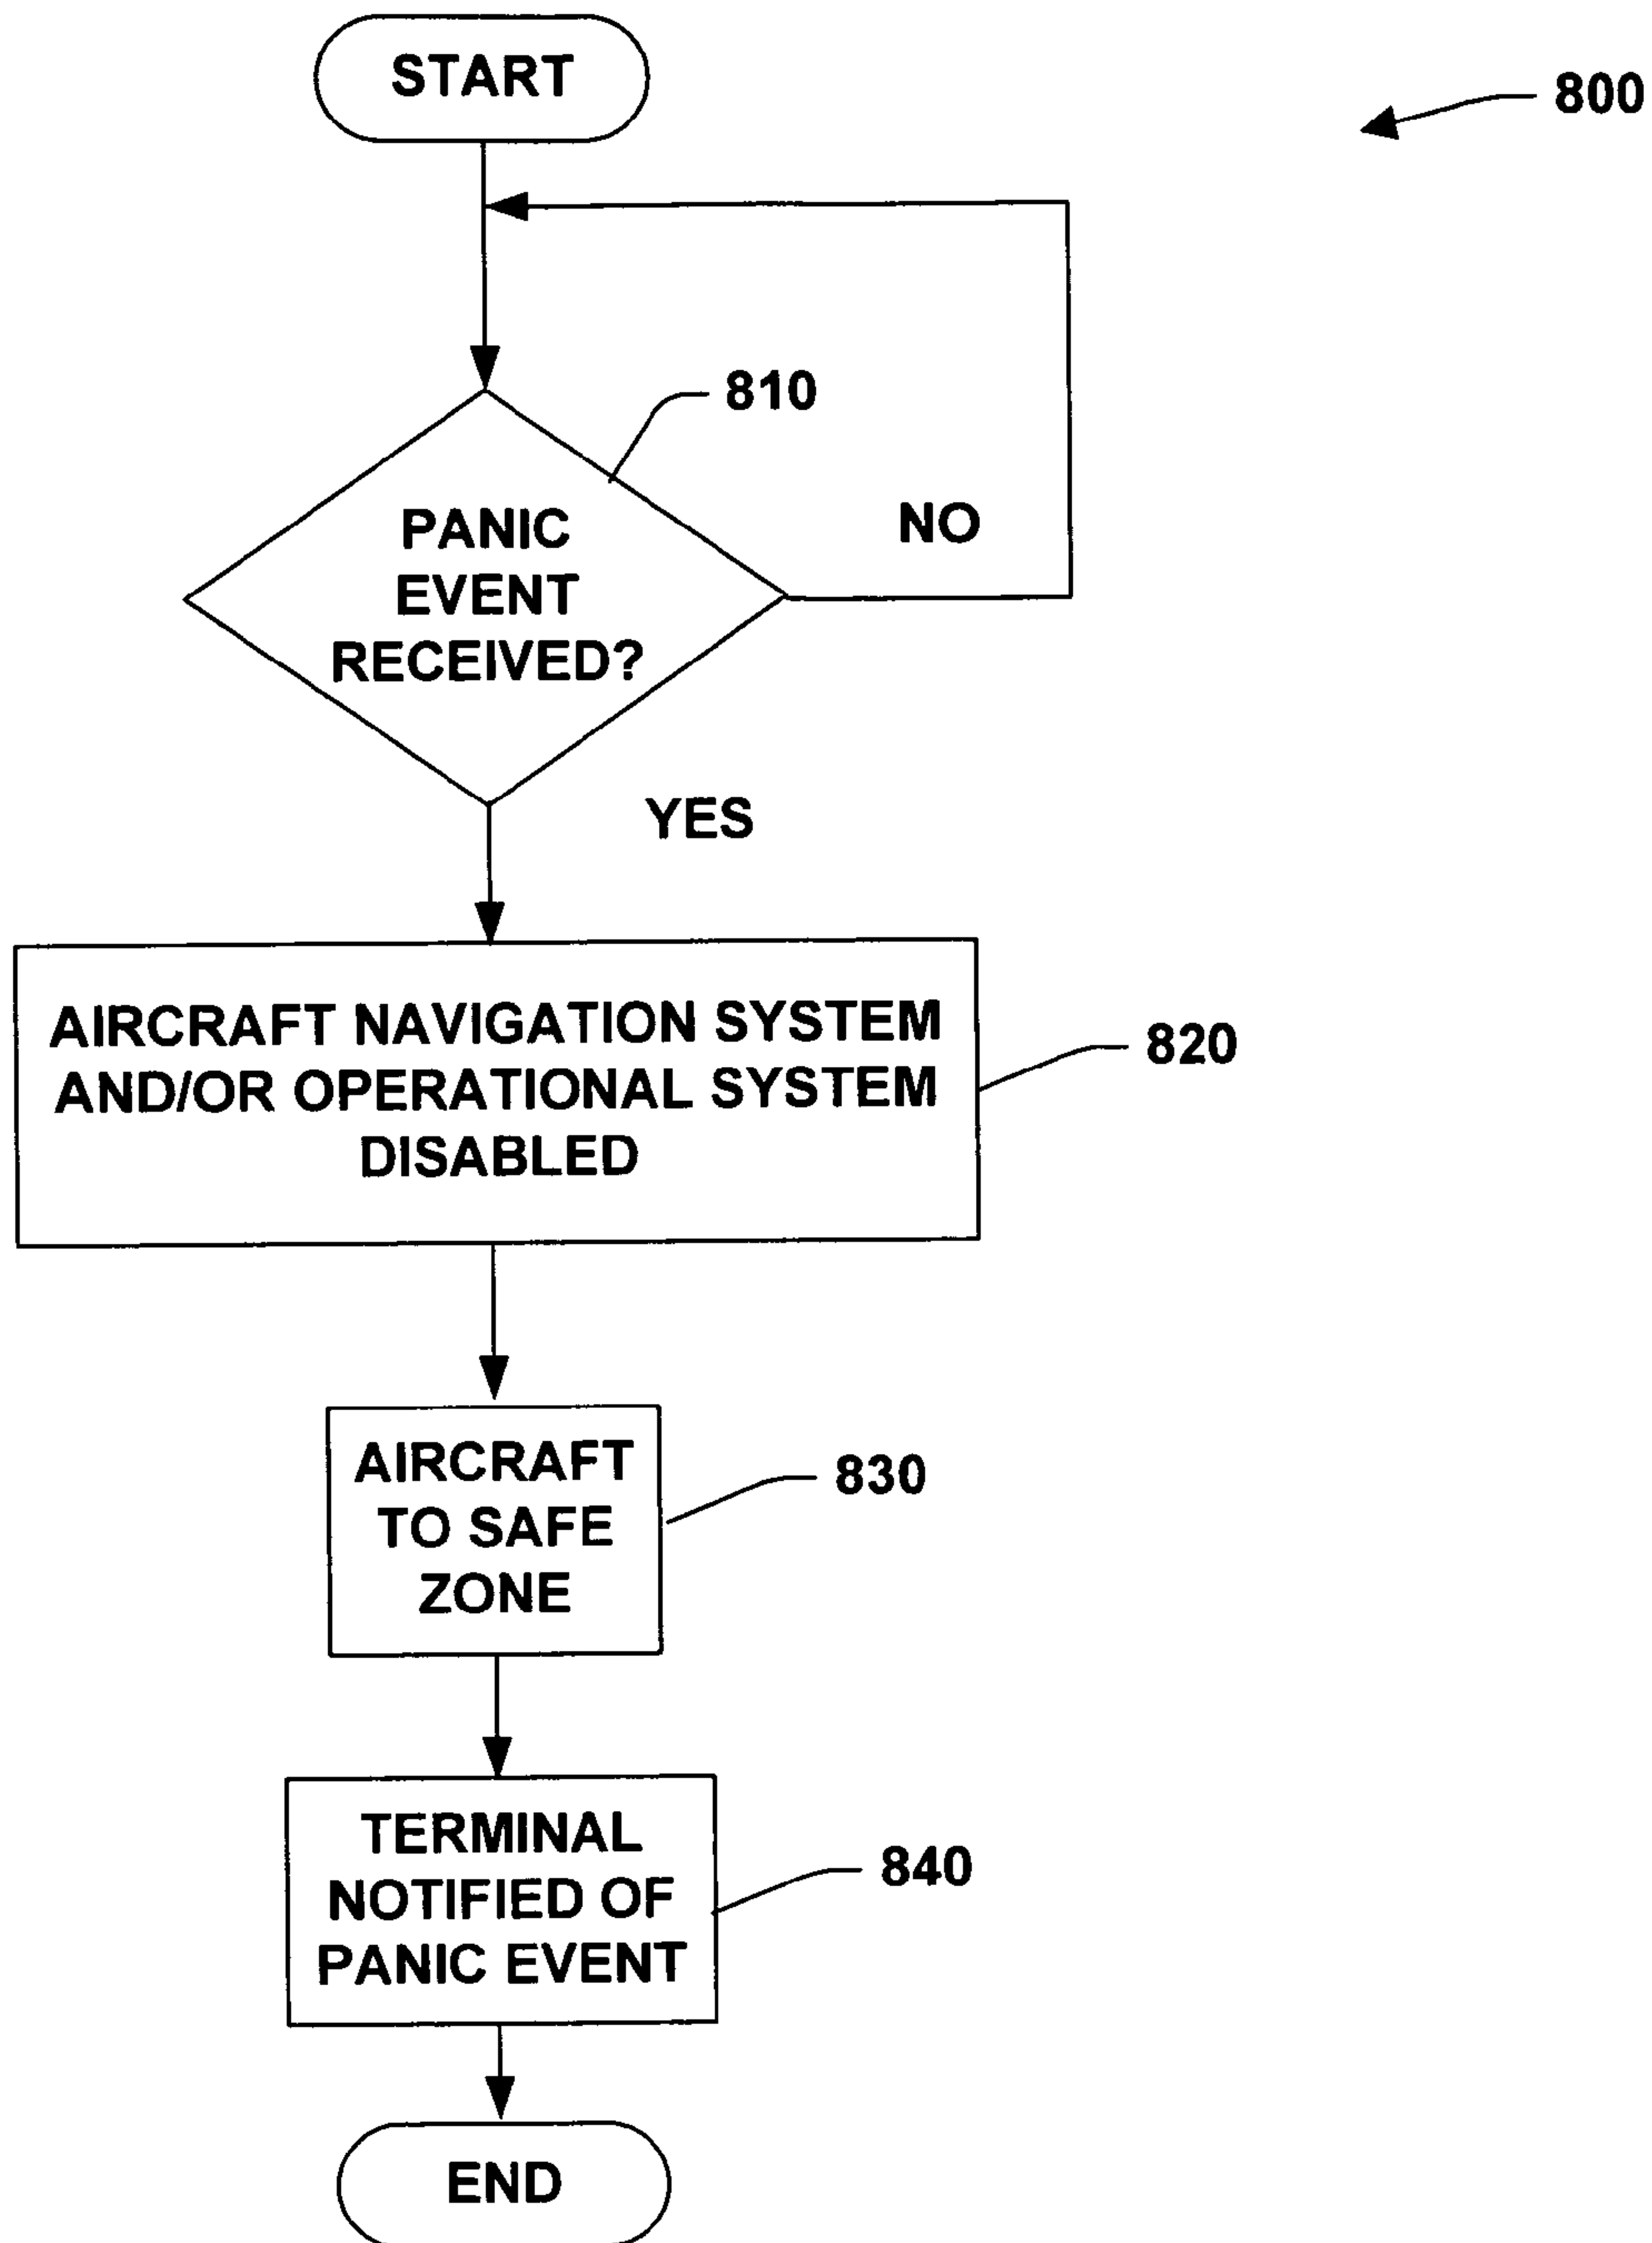 START
800
810
PANIC
EVENT
RECEIVED?
NO
YES
AIRCRAFT NAVIGATION SYSTEM
AND/OR OPERATIONAL SYSTEM
DISABLED
820
AIRCRAFT
TO SAFE
ZONE
830
TERMINAL
NOTIFIED OF
PANIC EVENT
840
END